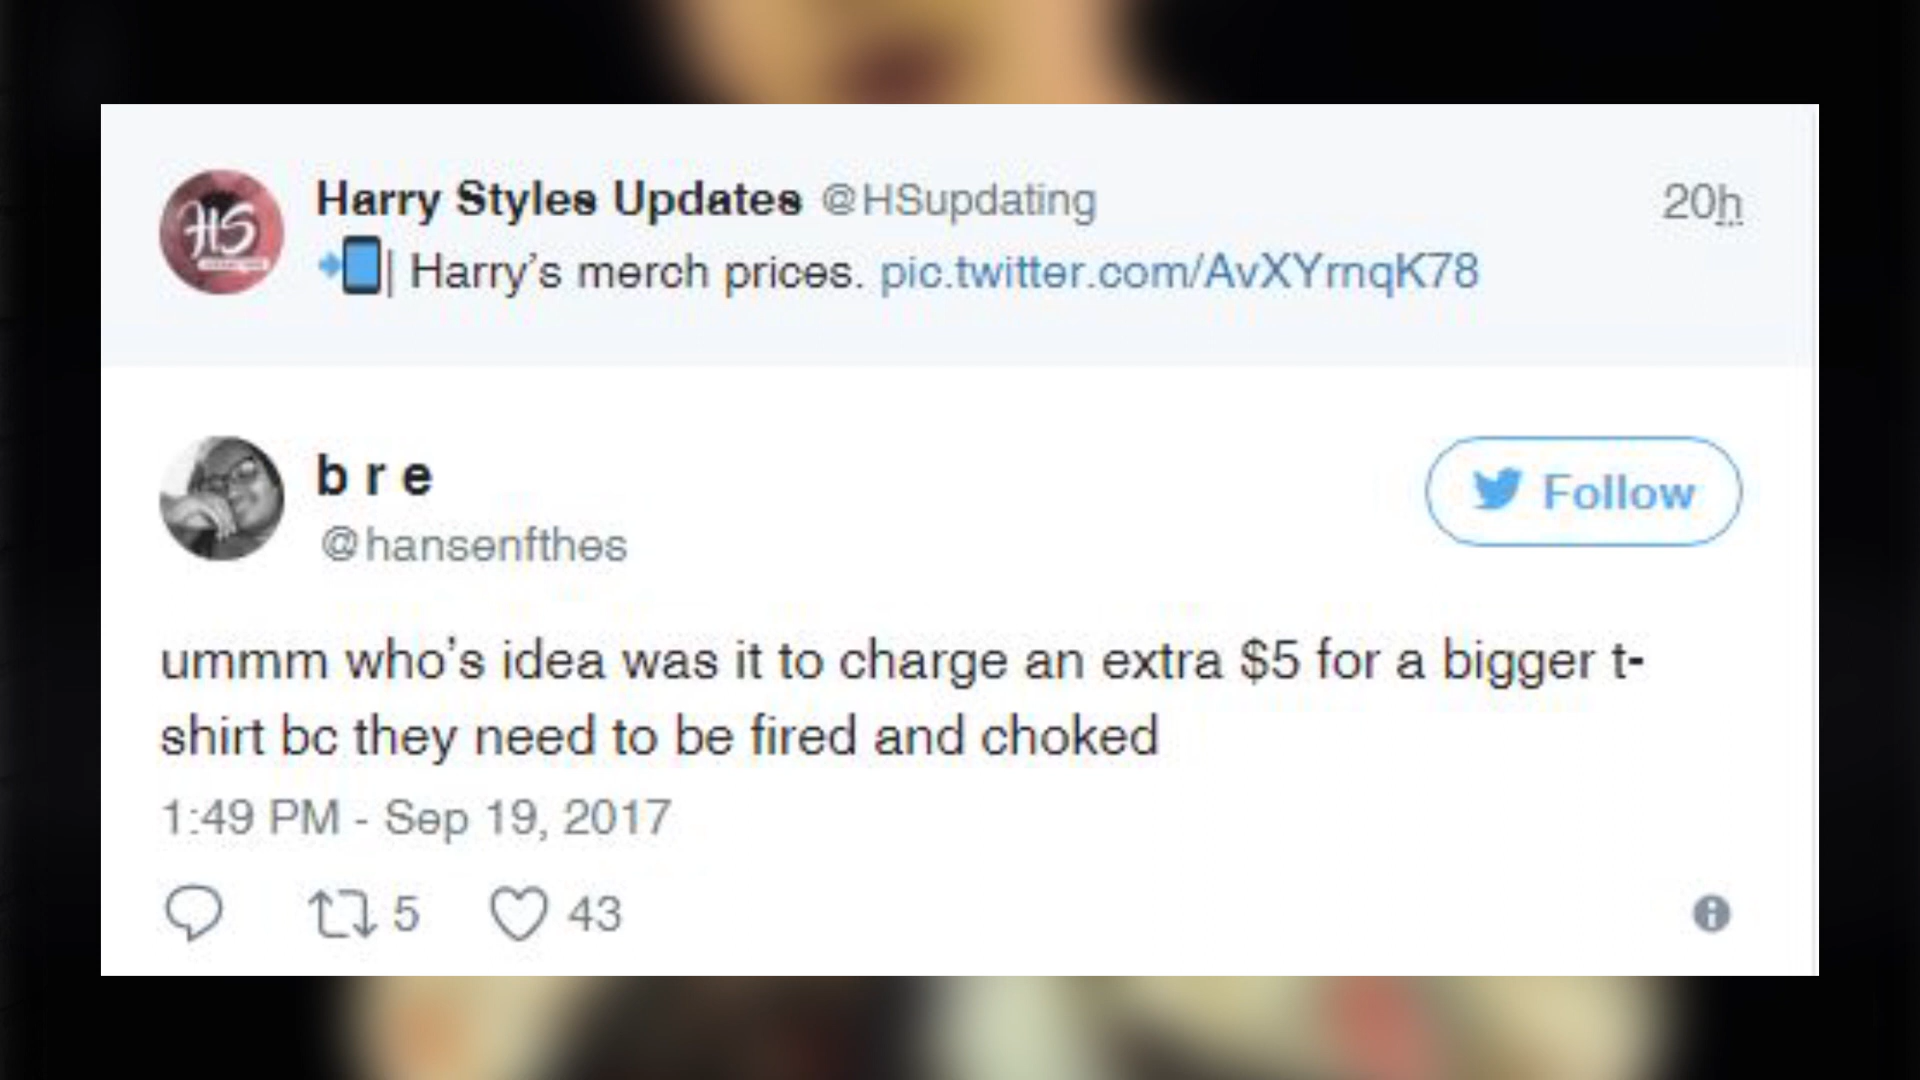 HS
Harry Styles Updates @HSupdating 20h
📲| Harry’s merch prices. pic.twitter.com/AvXYrnqK78
b r e
Follow
@hansenfthes
ummm who’s idea was it to charge an extra $5 for a bigger t-
shirt bc they need to be fired and choked
1:49 PM - Sep 19, 2017
5 43